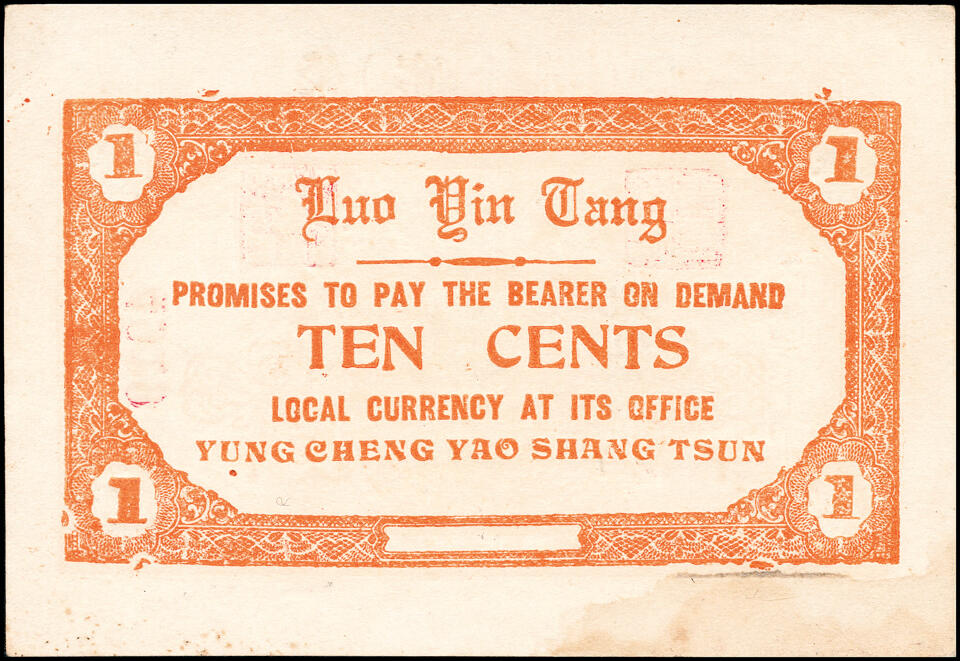 1 1
Luo Yin Tang
PROMISES TO PAY THE BEARER ON DEMAND
TEN CENTS
LOCAL CURRENCY AT ITS OFFICE
YUNG CHENG YAO SHANG TSUN
1 1